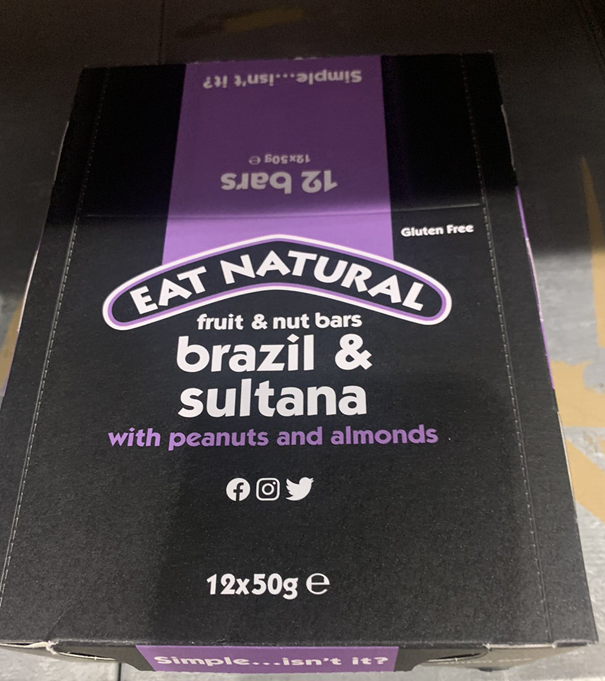 Simple...isn't it?
12x50g e
12 bars
Gluten Free
EAT NATURAL
fruit & nut bars
brazil &
sultana
with peanuts and almonds
12x50g e
Simple...isn't it?